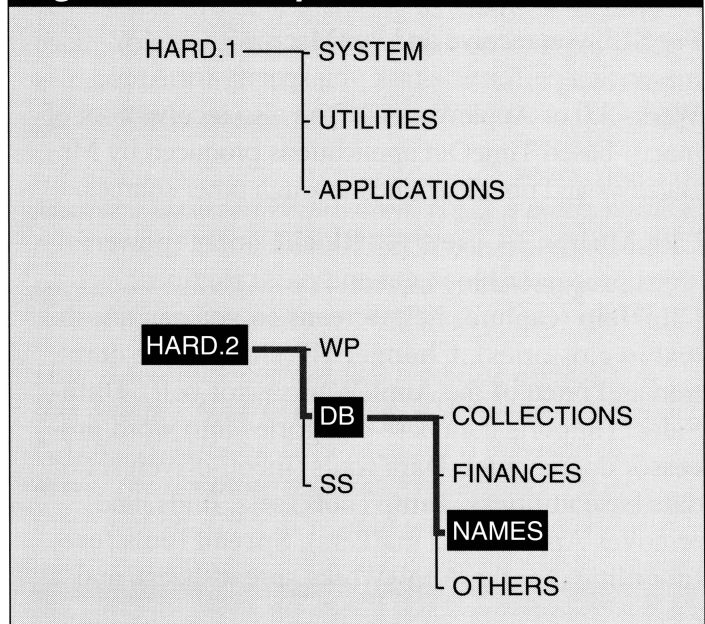 HARD.1 SYSTEM
UTILITIES
APPLICATIONS
HARD.2 WP
DB COLLECTIONS
SS FINANCES
NAMES
OTHERS